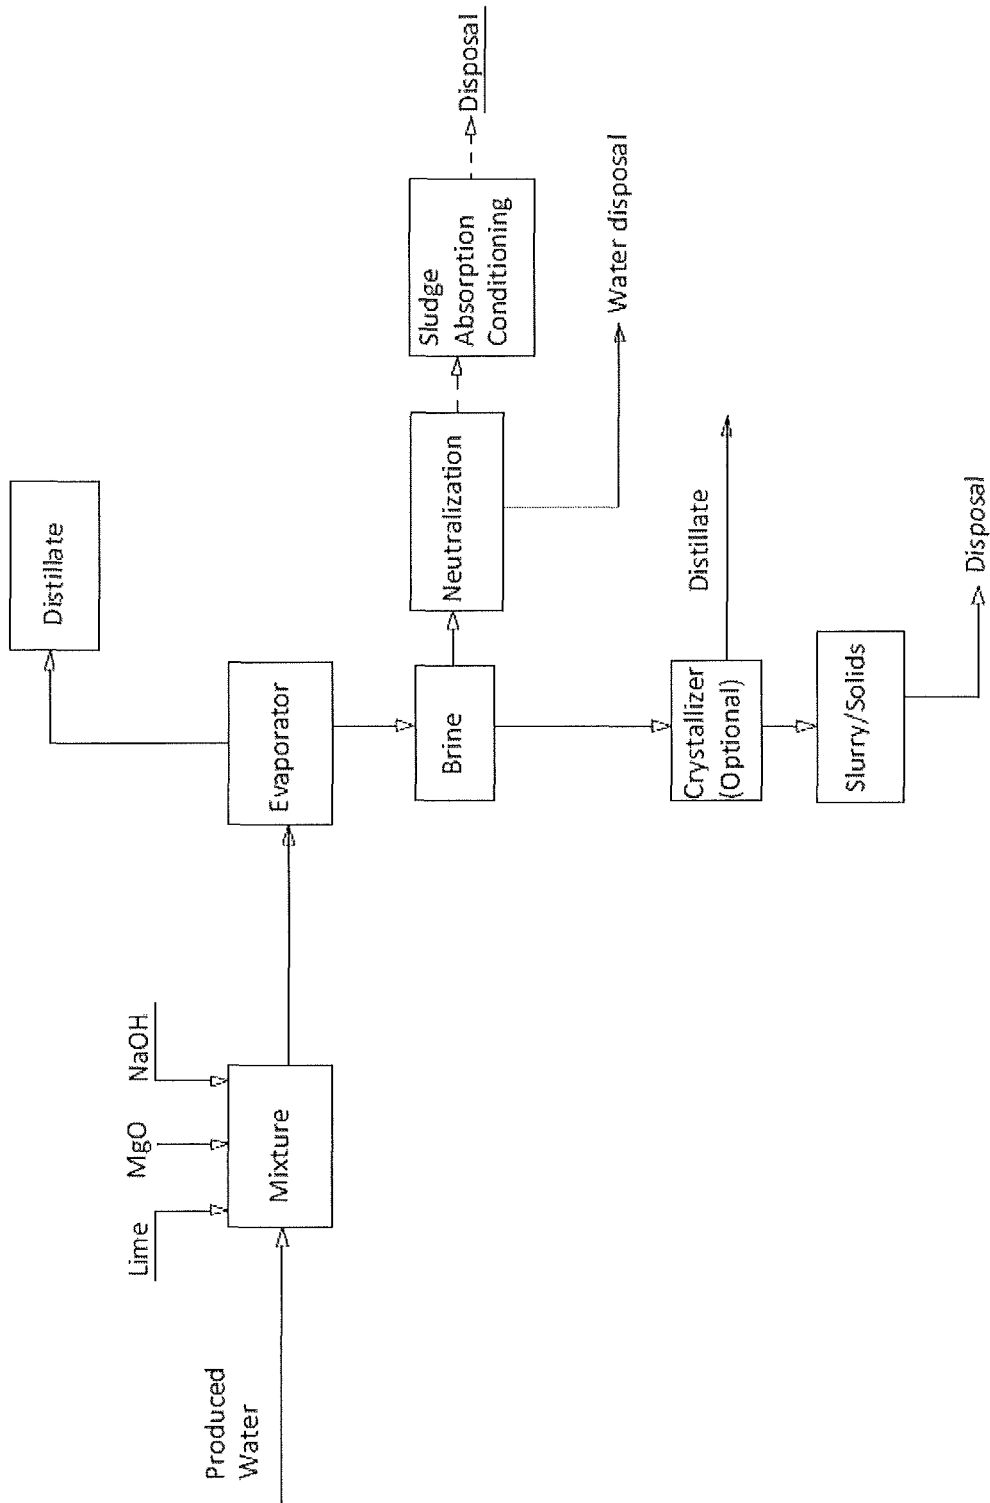 Produced
Water
Lime
MgO
NaOH
Mixture
Evaporator
Distillate
Brine
Neutralization
Sludge
Absorption
Conditioning
Disposal
Water disposal
Crystallizer
(Optional)
Distillate
Slurry/Solids
Disposal